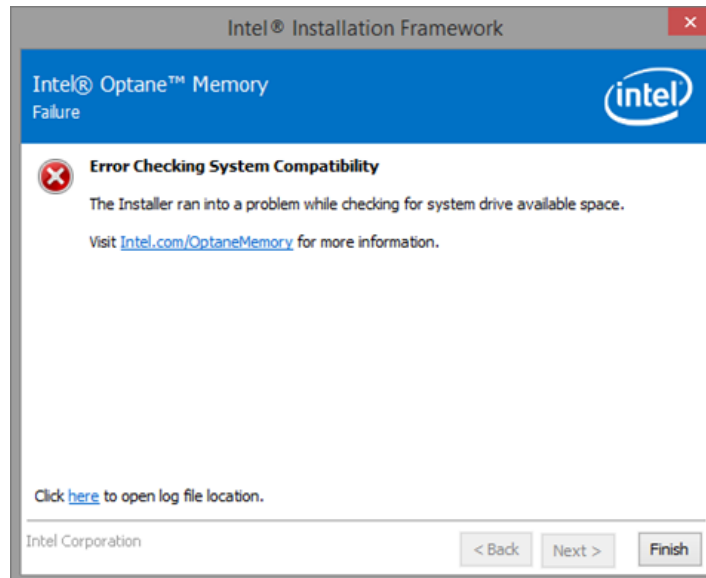 Intel® Installation Framework
Intel® Optane™ Memory
Failure
intel
Error Checking System Compatibility
The Installer ran into a problem while checking for system drive available space.
Visit Intel.com/OptaneMemory for more information.
Click here to open log file location.
Intel Corporation
< Back
Next >
Finish